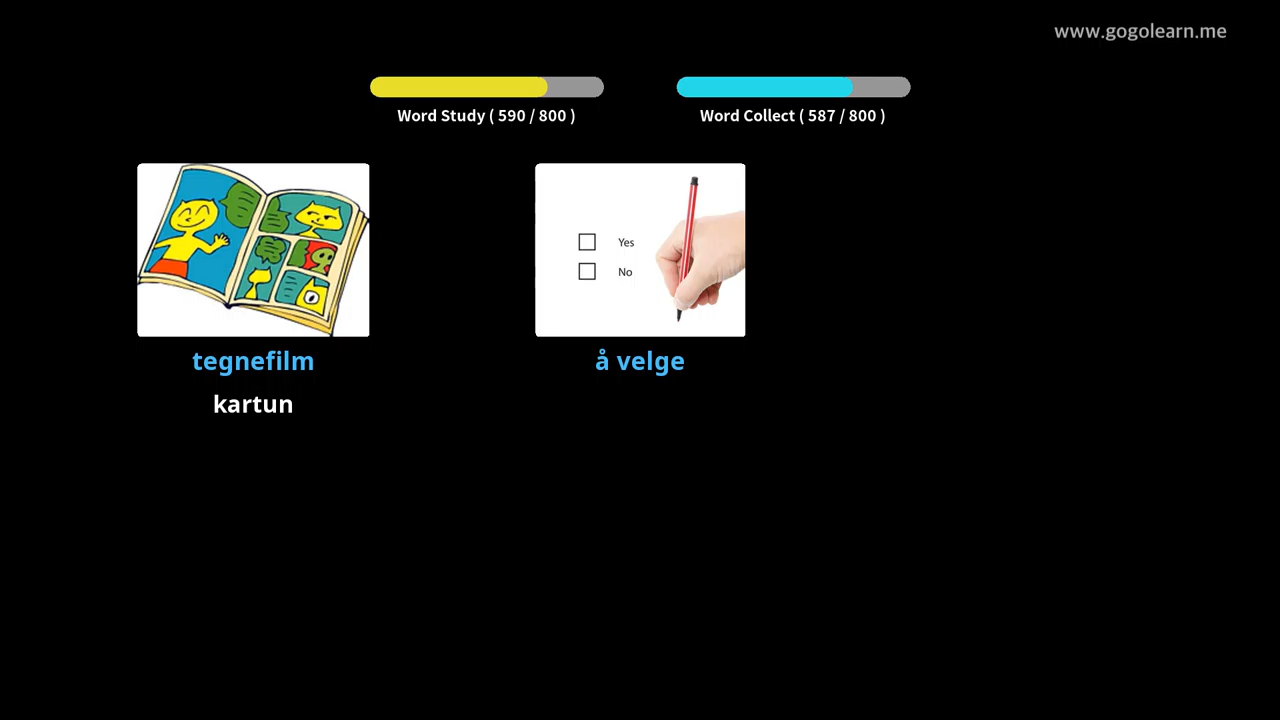 www.gogolearn.me
Word Study ( 590 / 800 )
Word Collect ( 587 / 800 )
Yes
No
tegnefilm
å velge
kartun